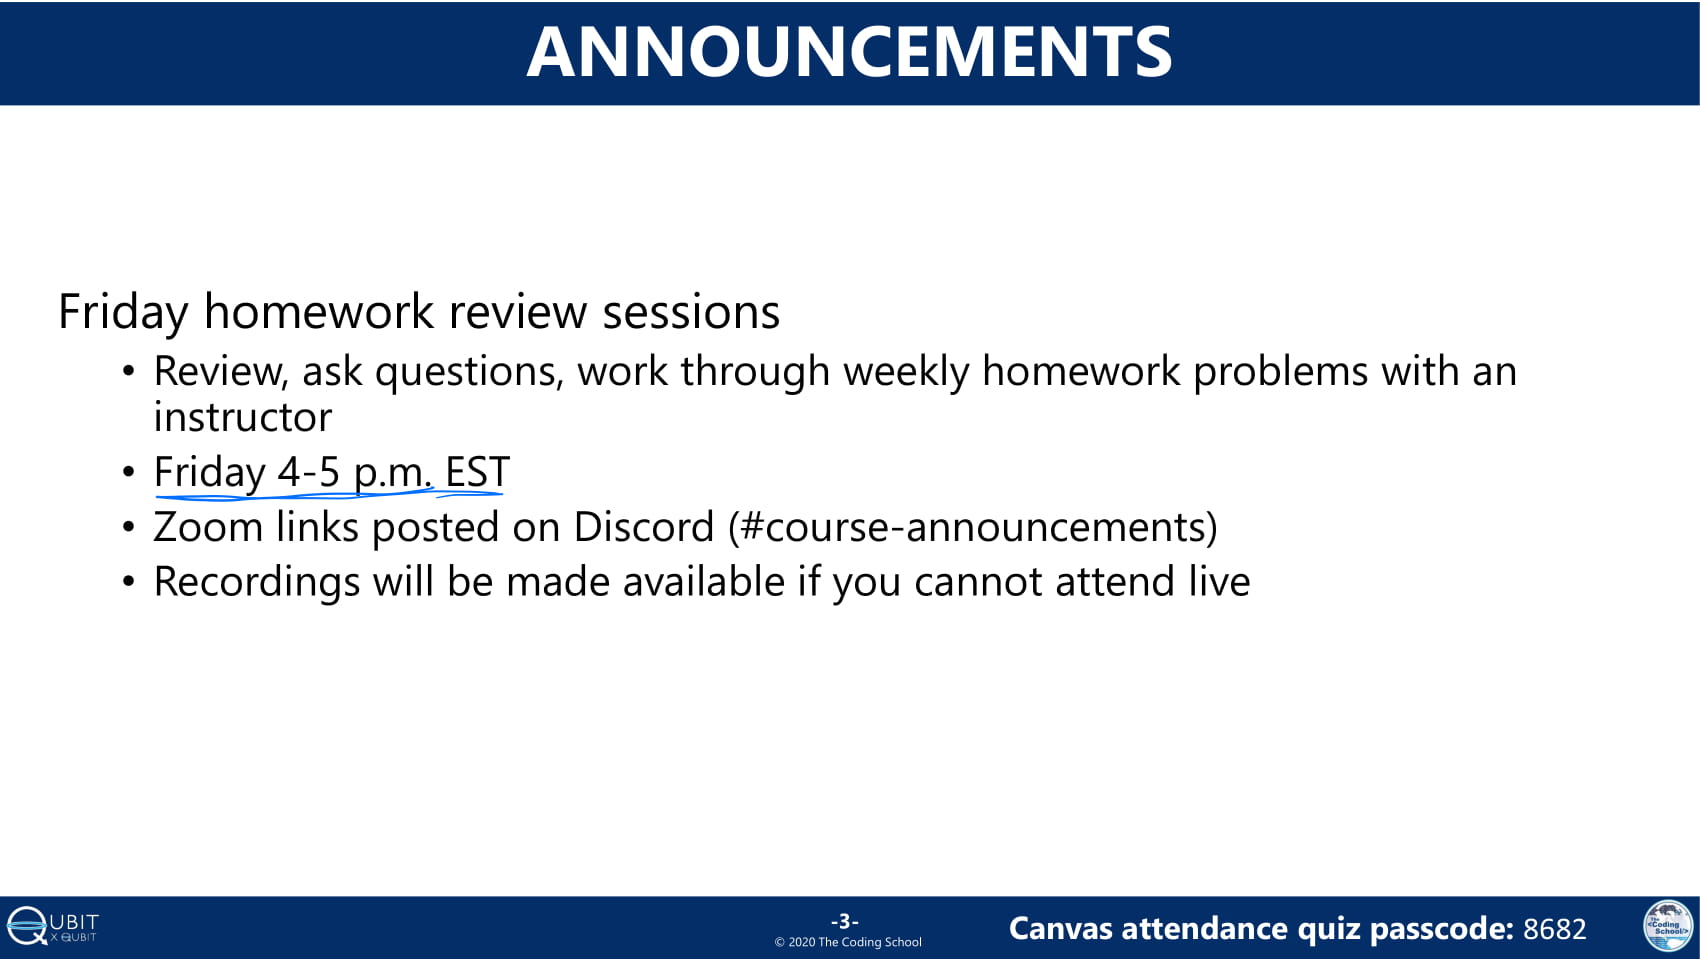 ANNOUNCEMENTS
Friday homework review sessions
• Review, ask questions, work through weekly homework problems with an
instructor
• Friday 4-5 p.m. EST
• Zoom links posted on Discord (#course-announcements)
• Recordings will be made available if you cannot attend live
QUBIT
X QUBIT
-3-
© 2020 The Coding School
Canvas attendance quiz passcode: 8682
The
<Coding
School/>